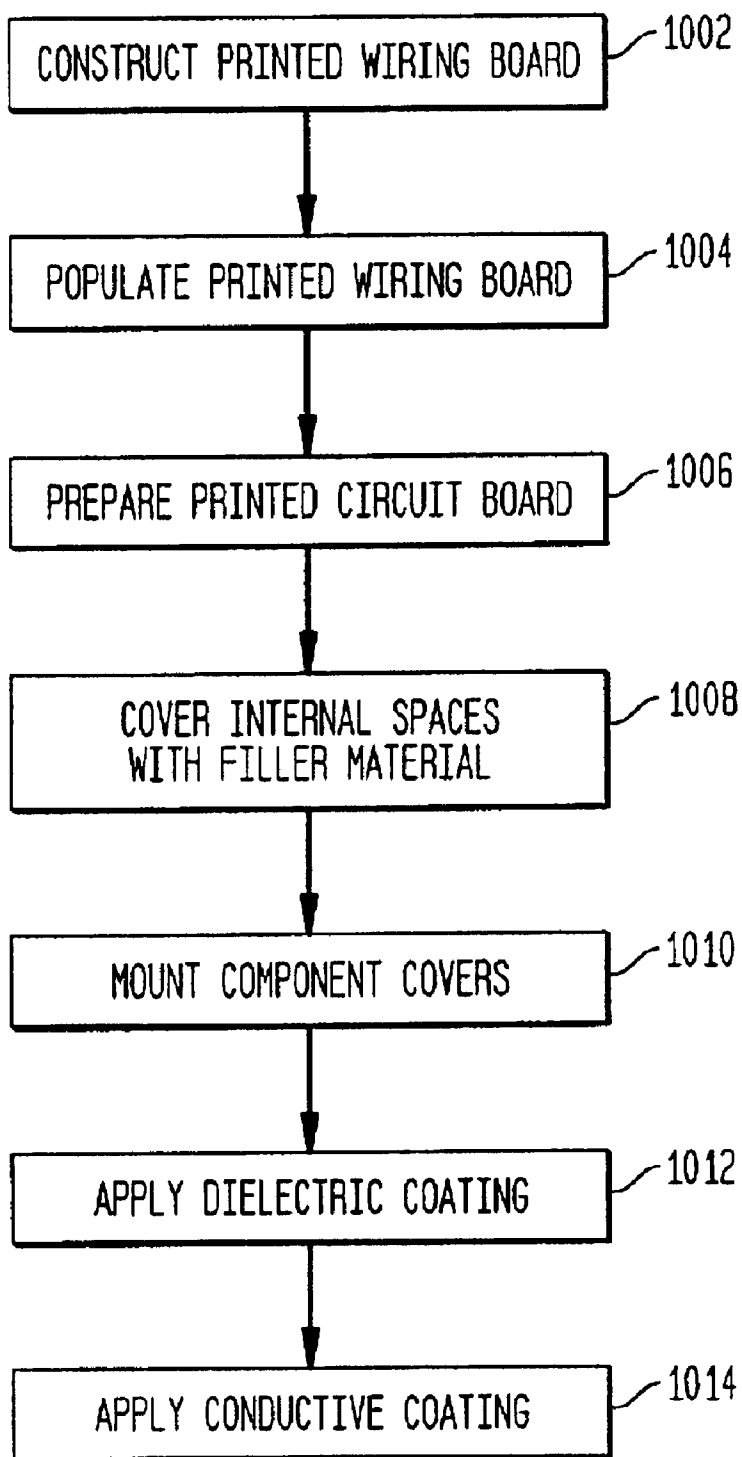 CONSTRUCT PRINTED WIRING BOARD
1002
POPULATE PRINTED WIRING BOARD
1004
PREPARE PRINTED CIRCUIT BOARD
1006
COVER INTERNAL SPACES
WITH FILLER MATERIAL
1008
MOUNT COMPONENT COVERS
1010
APPLY DIELECTRIC COATING
1012
APPLY CONDUCTIVE COATING
1014